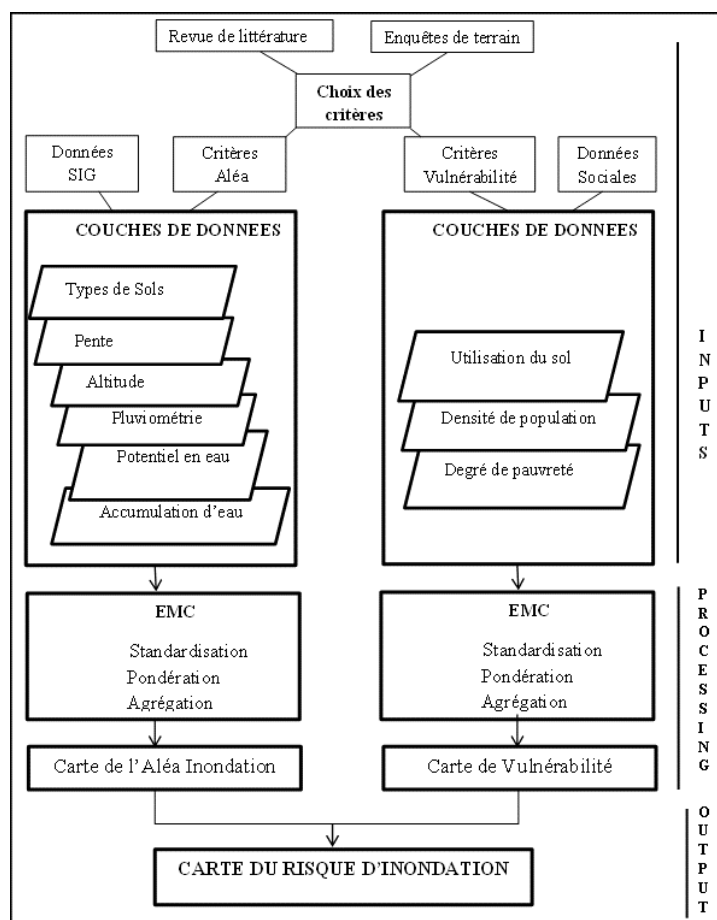 Revue de littérature
Enquêtes de terrain
Choix des
critères
Données
SIG
Critères
Aléa
Critères
Vulnérabilité
Données
Sociales
COUCHES DE DONNEES
Types de Sols
Pente
Altitude
Pluviométrie
Potentiel en eau
Accumulation d'eau
COUCHES DE DONNEES
Utilisation du sol
Densité de population
Degré de pauvreté
INPUTS
EMC
Standardisation
Pondération
Agrégation
EMC
Standardisation
Pondération
Agrégation
Carte de l'Aléa Inondation
Carte de Vulnérabilité
PROCESSING
CARTE DU RISQUE D'INONDATION
OUTPUT